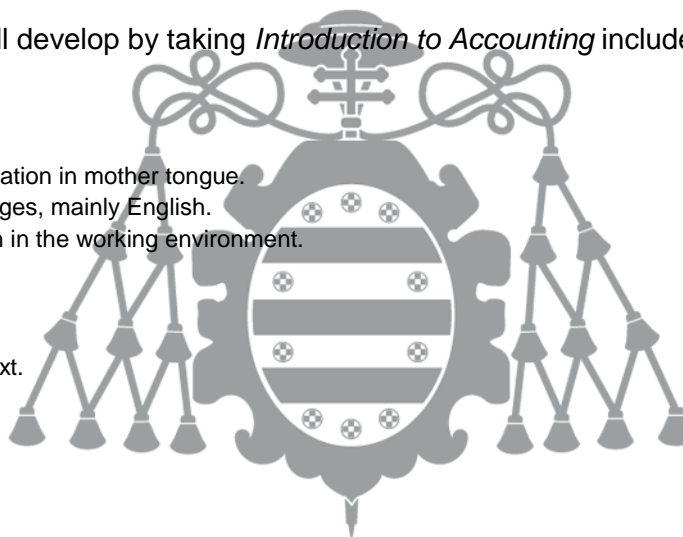 ll develop by taking Introduction to Accounting include
ation in mother tongue.
ges, mainly English.
n in the working environment.
xt.